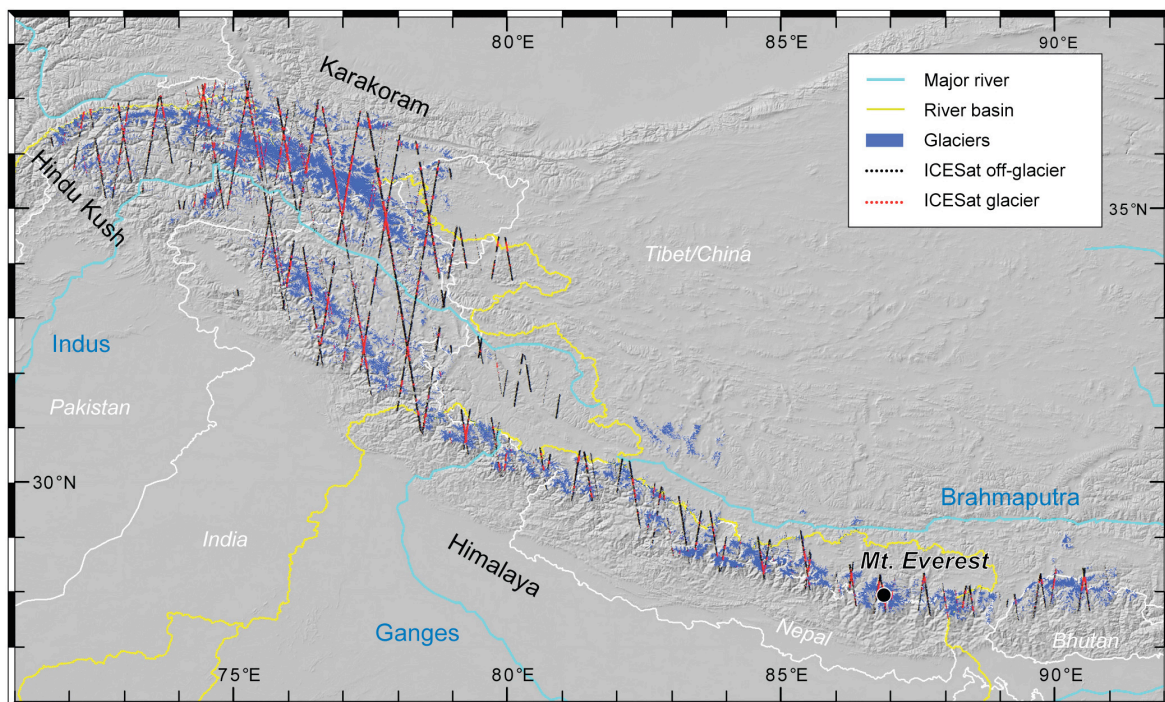 80°E
85°E
90°E
Karakoram
Major river
River basin
Glaciers
ICESat off-glacier
ICESat glacier
Hindu Kush
35°N
Tibet/China
Indus
Pakistan
30°N
Brahmaputra
India
Himalaya
Mt. Everest
Ganges
Nepal
Bhutan
75°E
80°E
85°E
90°E